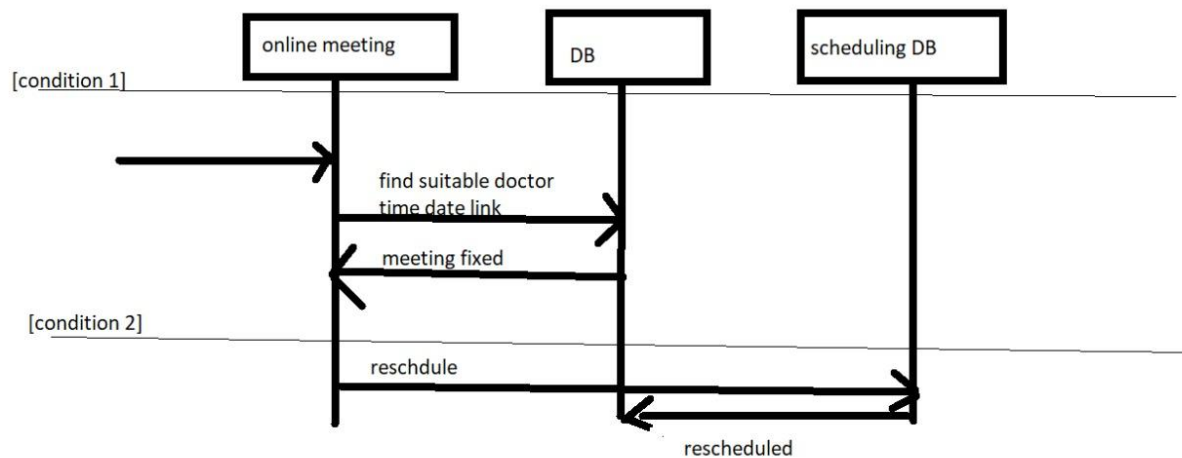 online meeting
DB
scheduling DB
[condition 1]
find suitable doctor
time date link
meeting fixed
[condition 2]
reschdule
rescheduled